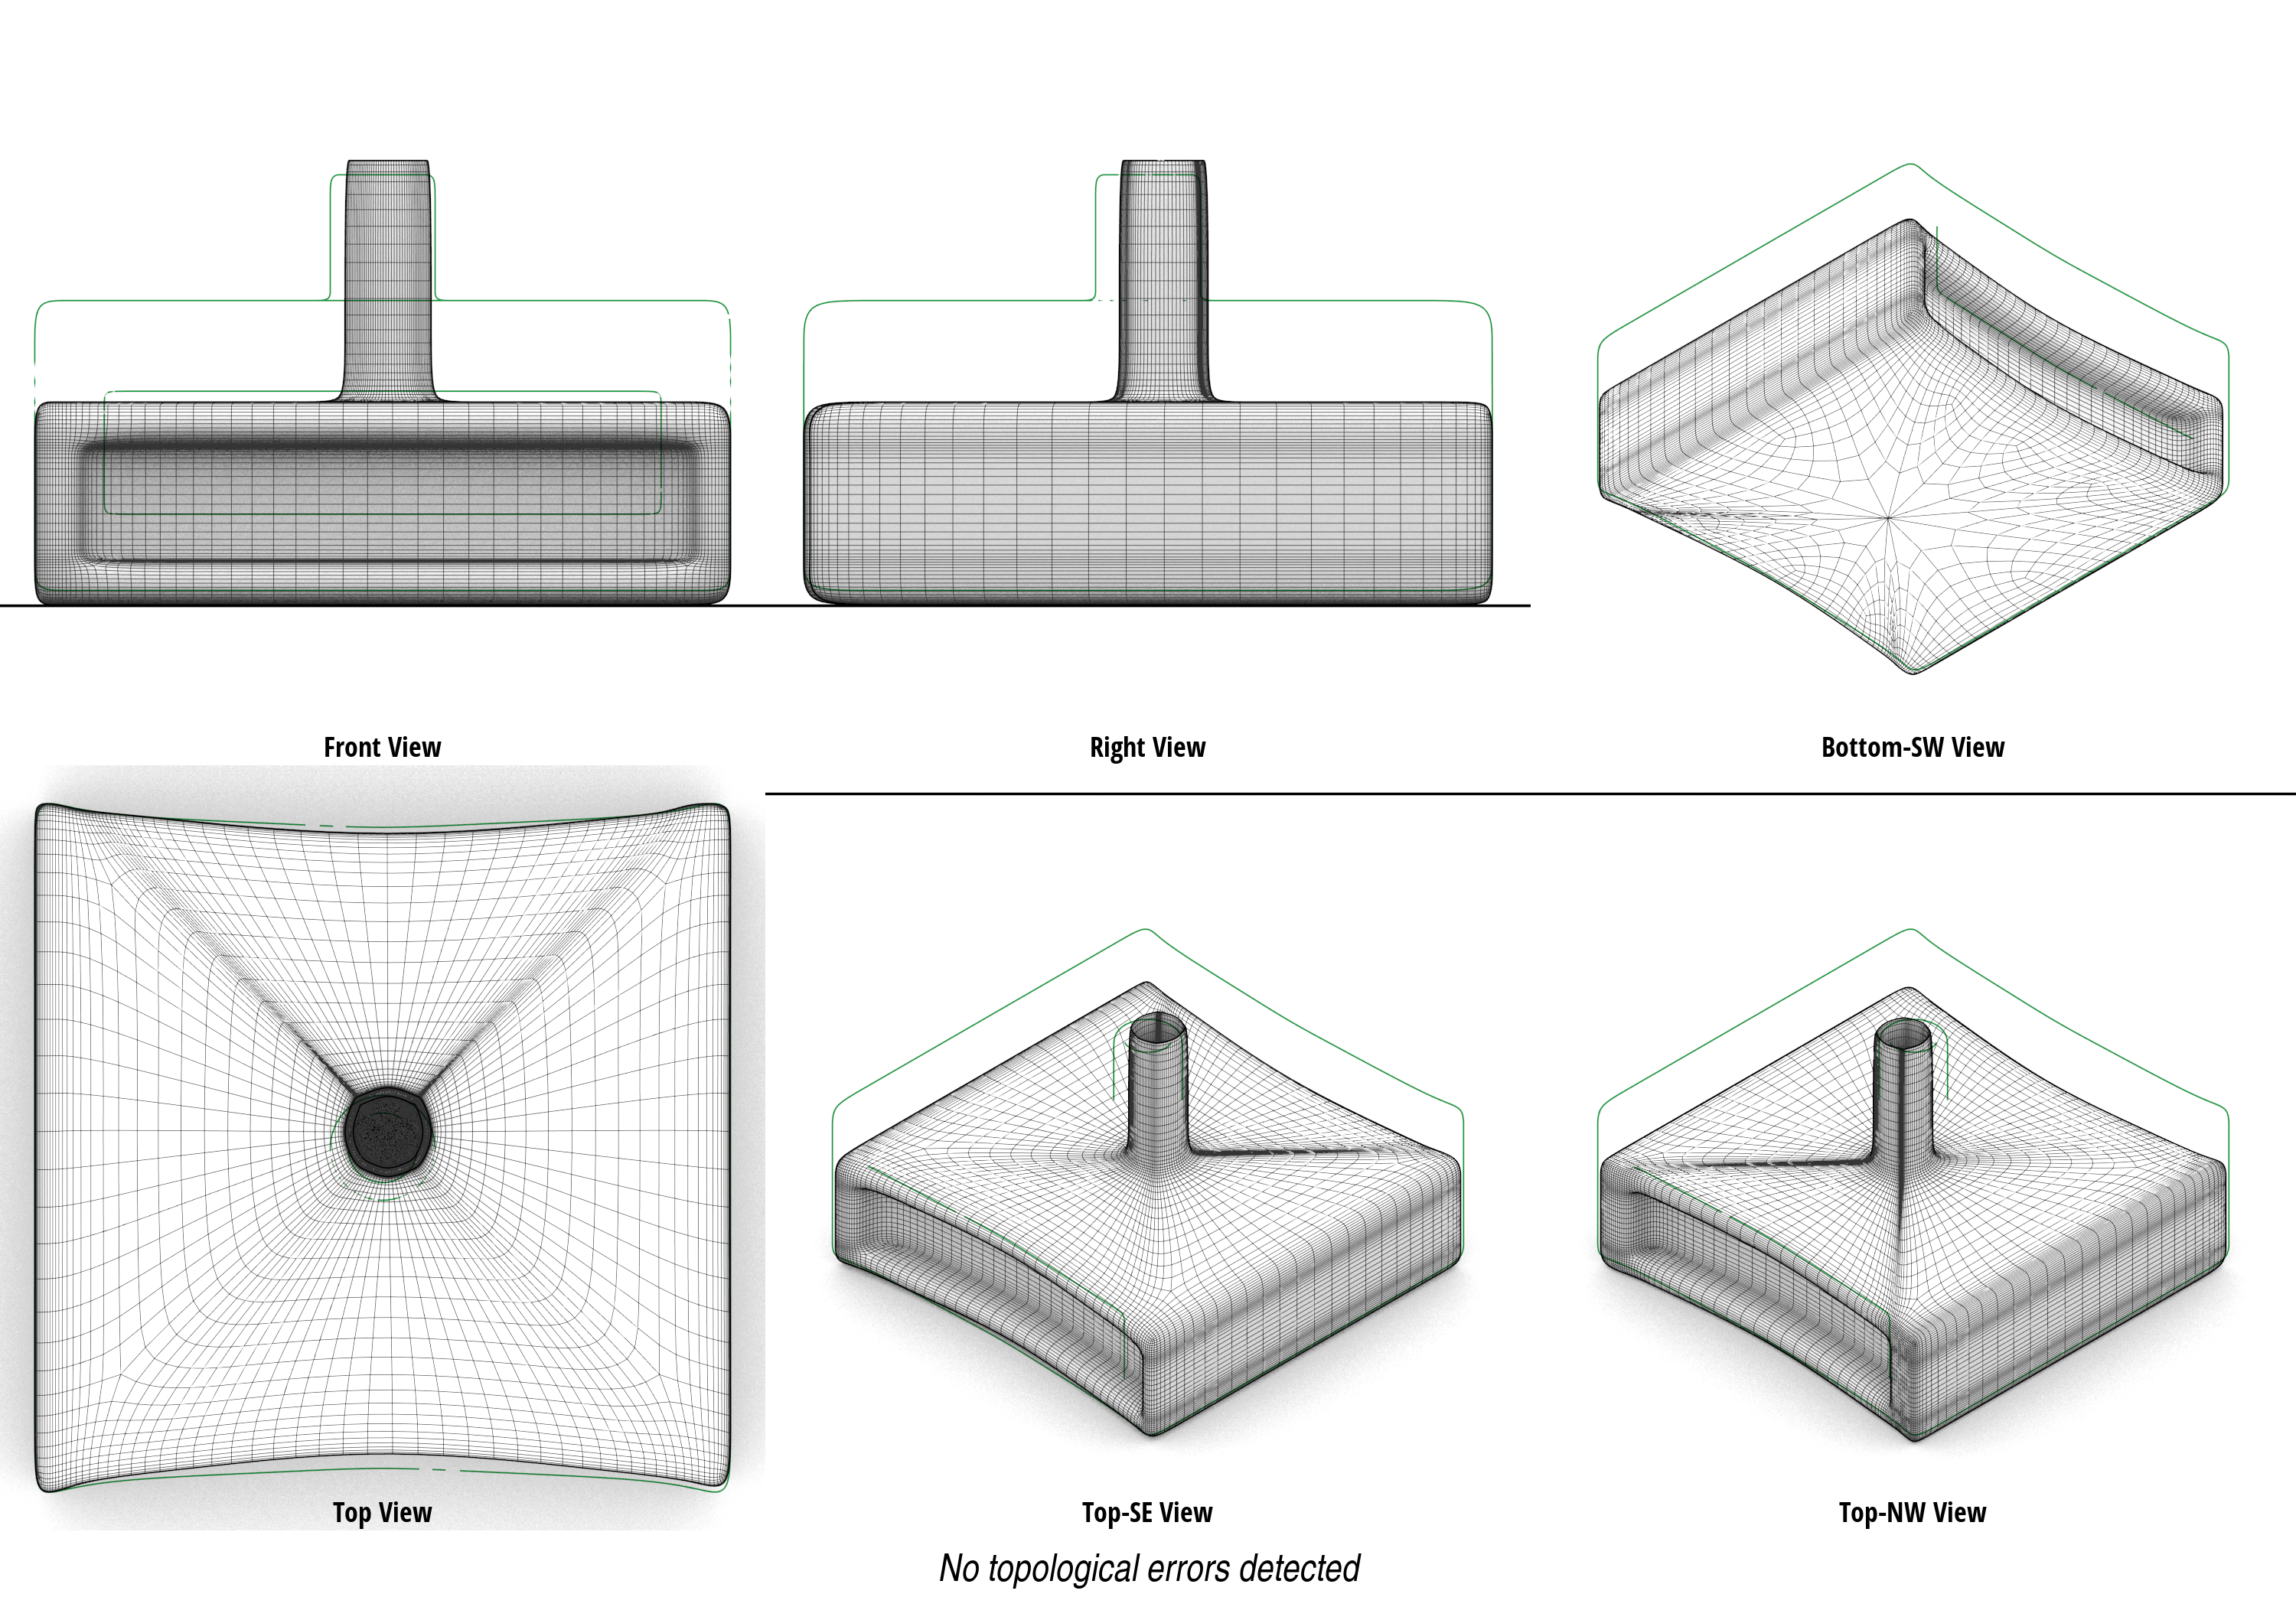 Front View
Right View
Bottom-SW View
Top View
Top-SE View
Top-NW View
No topological errors detected